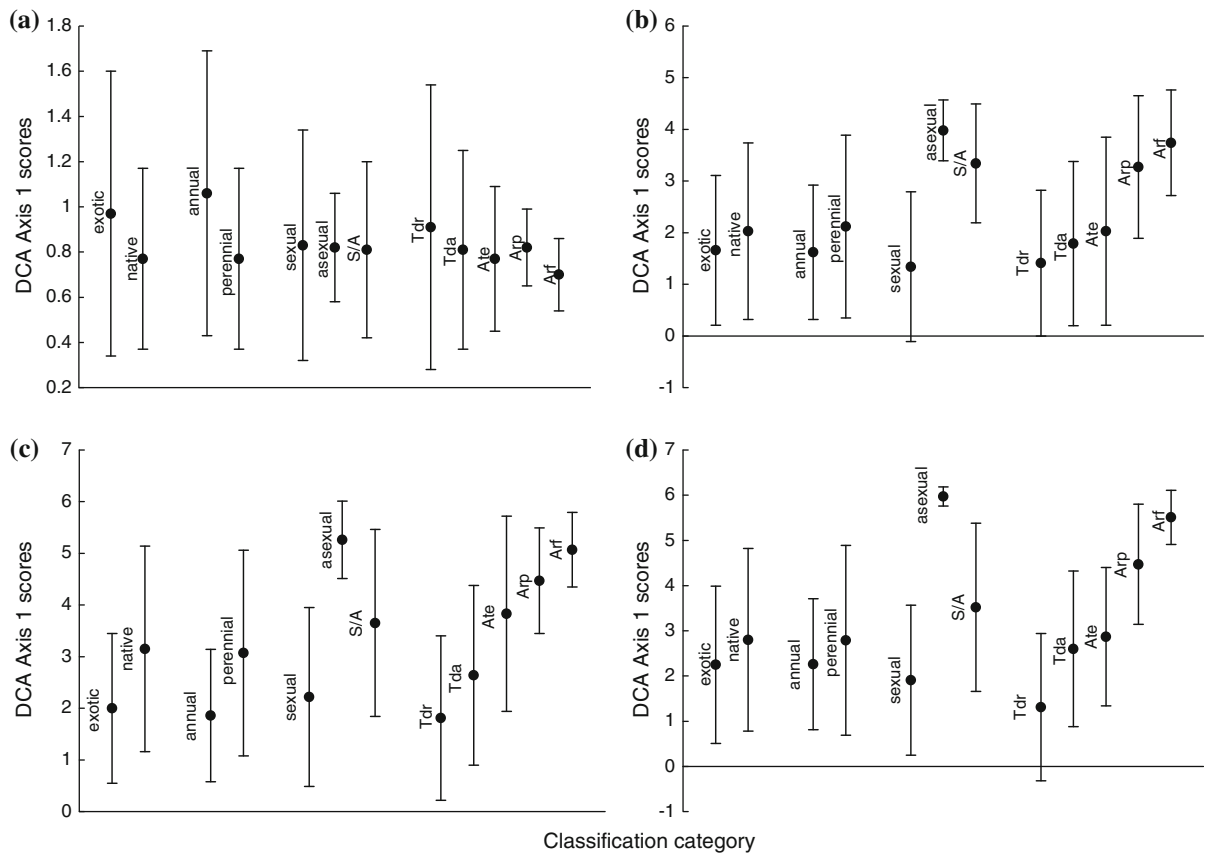 (a)
DCA Axis 1 scores
1.8
1.6
1.4
1.2
1
0.8
0.6
0.4
0.2
exotic
native
annual
perennial
sexual
asexual
S/A
Tdr
Tda
Ate
Arp
Arf
(b)
DCA Axis 1 scores
6
5
4
3
2
1
0
-1
exotic
native
annual
perennial
sexual
asexual
S/A
Tdr
Tda
Ate
Arp
Arf
(c)
DCA Axis 1 scores
7
6
5
4
3
2
1
0
exotic
native
annual
perennial
sexual
asexual
S/A
Tdr
Tda
Ate
Arp
Arf
(d)
DCA Axis 1 scores
7
6
5
4
3
2
1
0
-1
exotic
native
annual
perennial
sexual
asexual
S/A
Tdr
Tda
Ate
Arp
Arf
Classification category